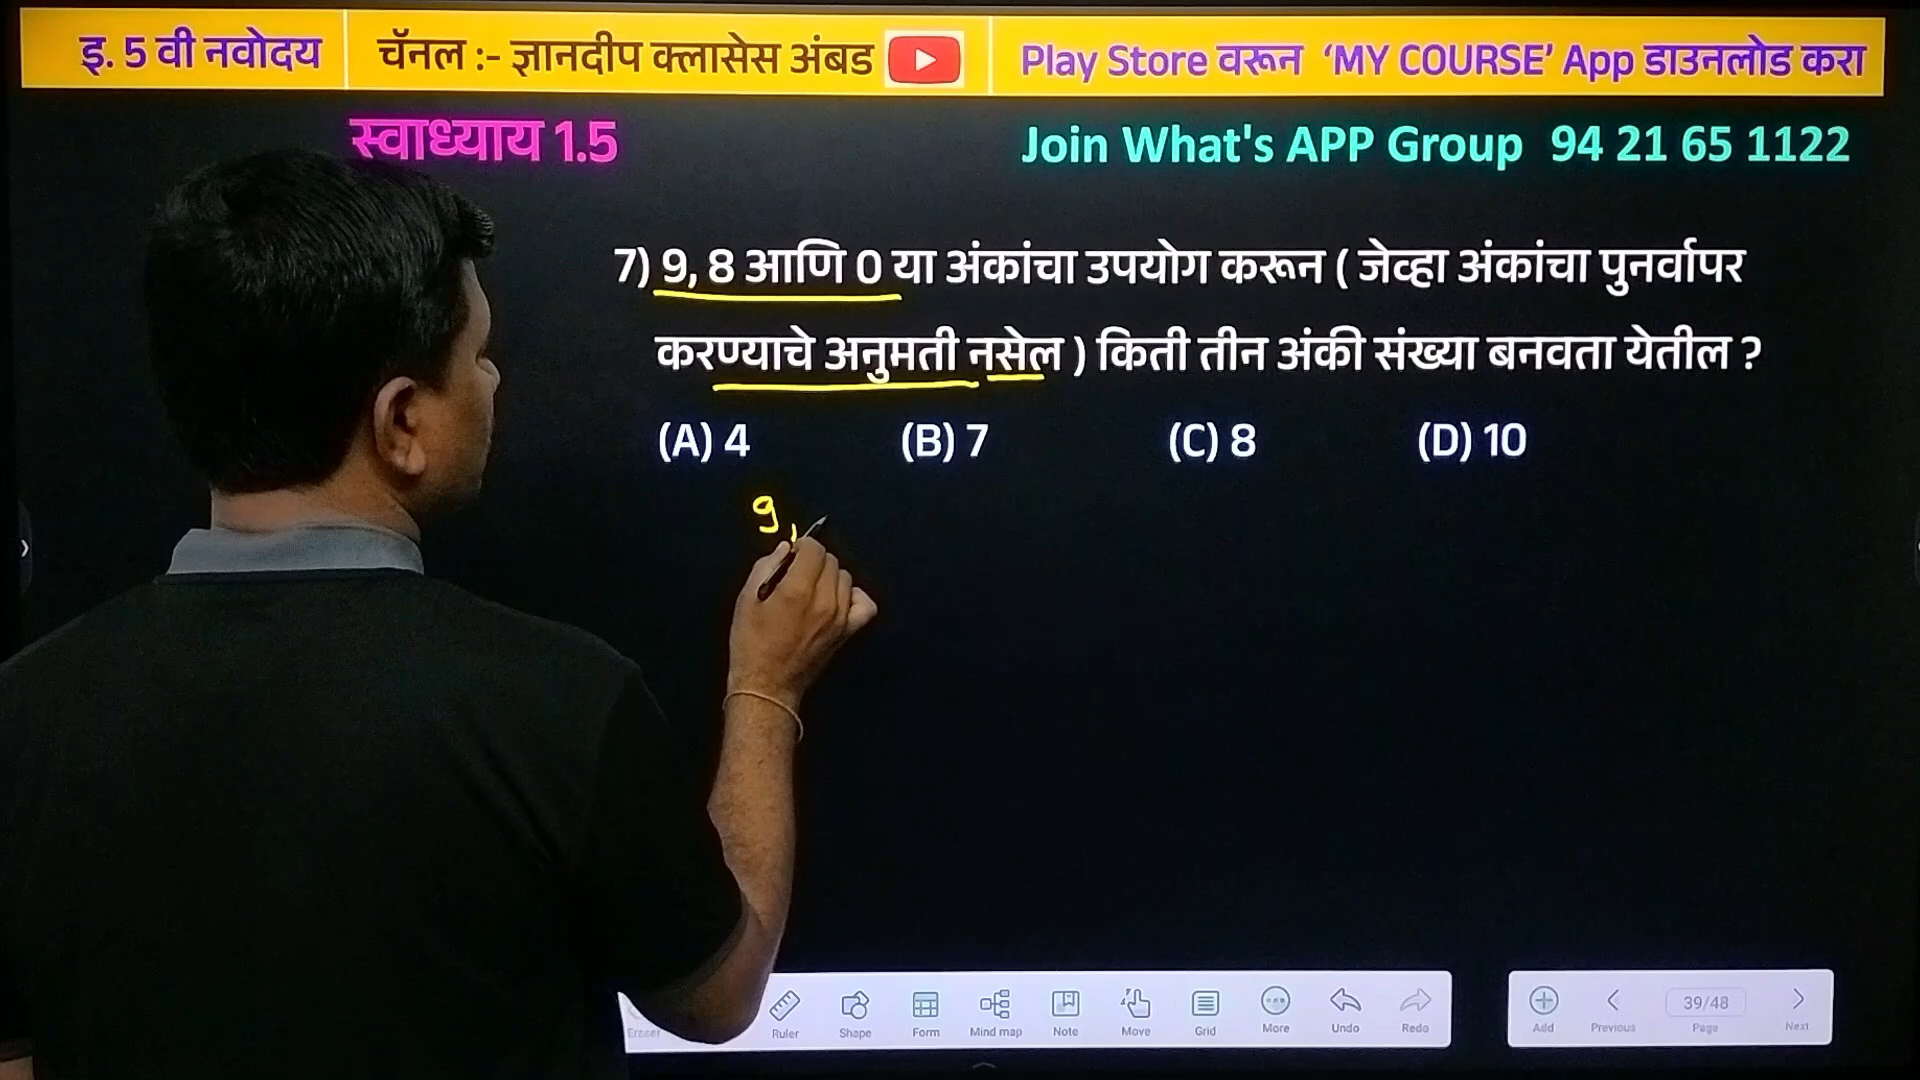 इ. 5 वी नवोदय
चॅनल :- ज्ञानदीप क्लासेस अंबड
Play Store वरून ‘MY COURSE’ App डाउनलोड करा
स्वाध्याय 1.5
Join What's APP Group 94 21 65 1122
7) 9, 8 आणि 0 या अंकांचा उपयोग करून ( जेव्हा अंकांचा पुनर्वापर
करण्याचे अनुमती नसेल ) किती तीन अंकी संख्या बनवता येतील ?
(A) 4 (B) 7 (C) 8 (D) 10
9,
Eraser Ruler Shape Form Mind map Note Move Grid More Undo Redo
Add Previous 39/48 Page Next